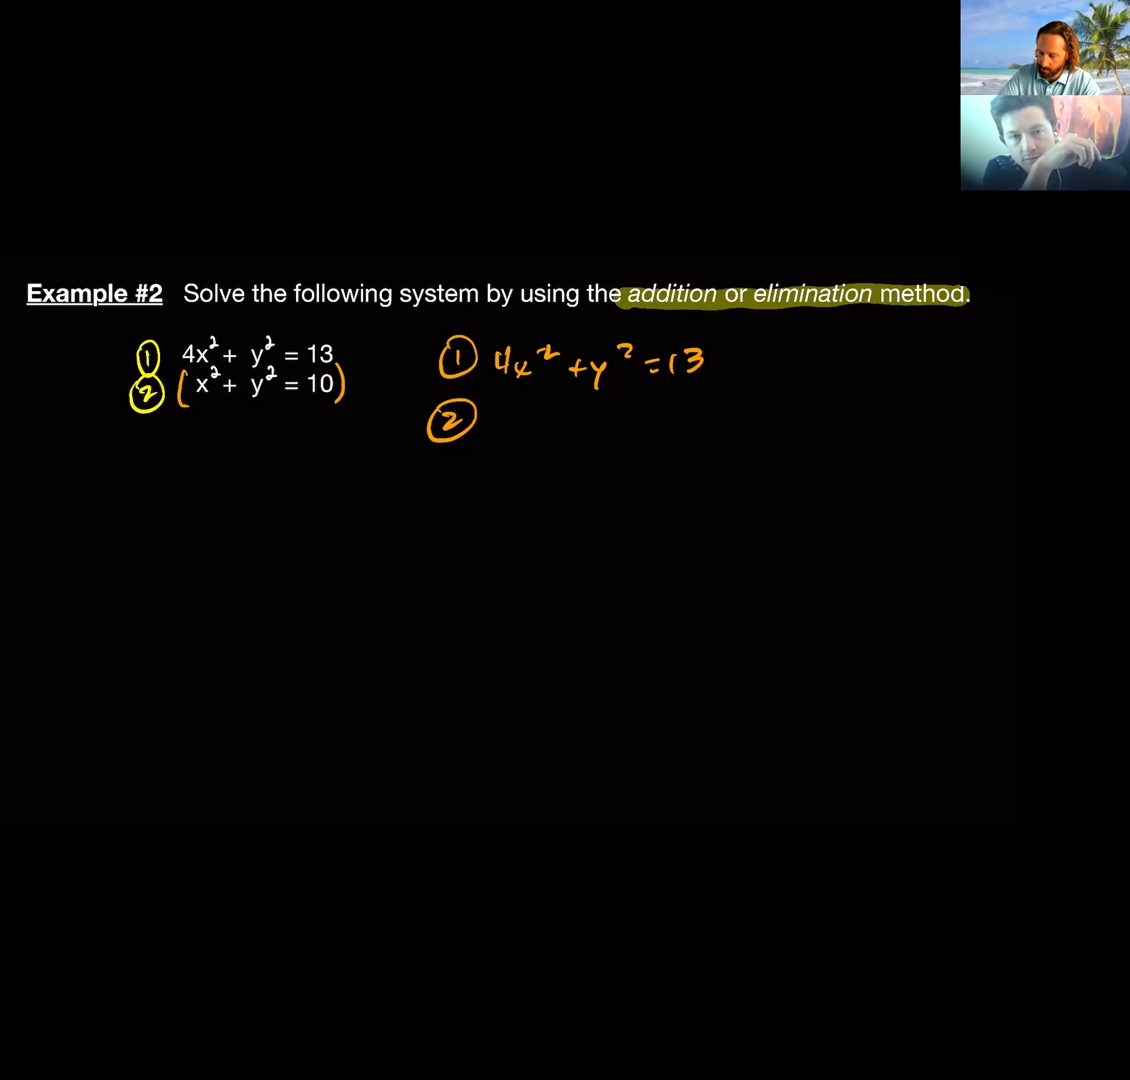 Example #2 Solve the following system by using the addition or elimination method.
① 4x² + y² = 13
② (x² + y² = 10)
① 4x² + y² = 13
②